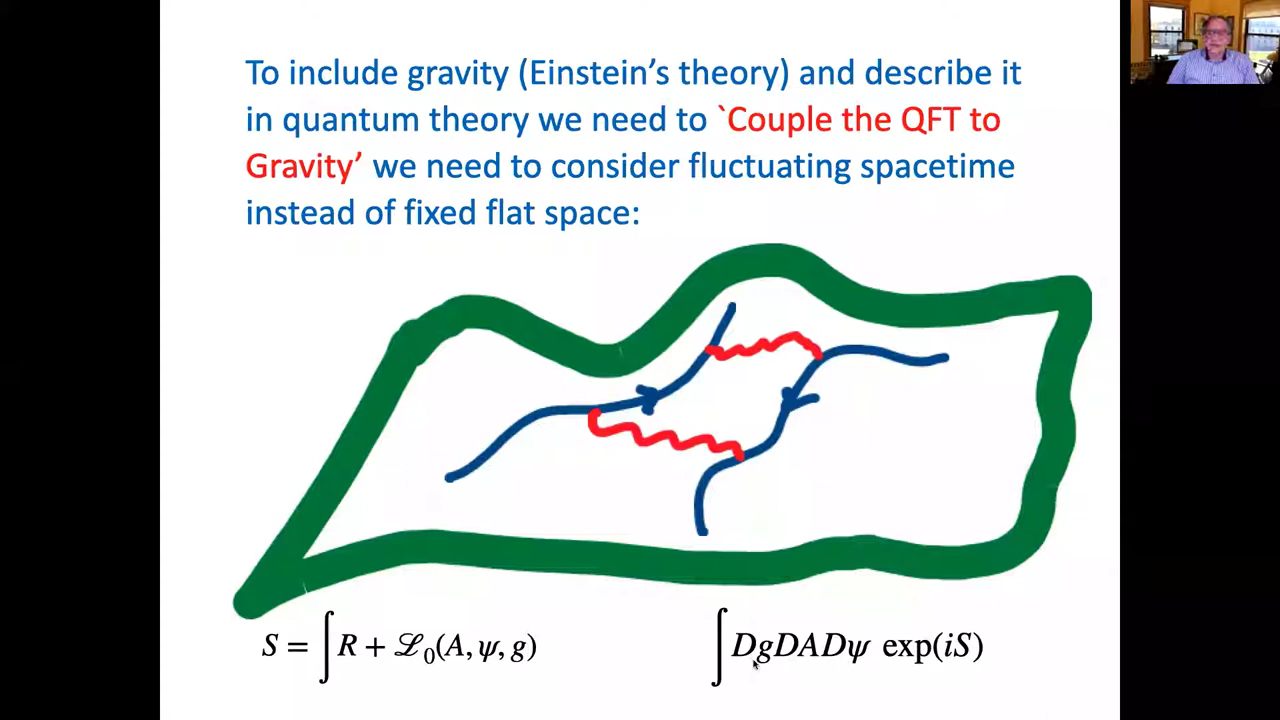 To include gravity (Einstein’s theory) and describe it
in quantum theory we need to `Couple the QFT to
Gravity’ we need to consider fluctuating spacetime
instead of fixed flat space:
S = ∫ R + ℒ₀(A, ψ, g)
∫ DgDADψ exp(iS)